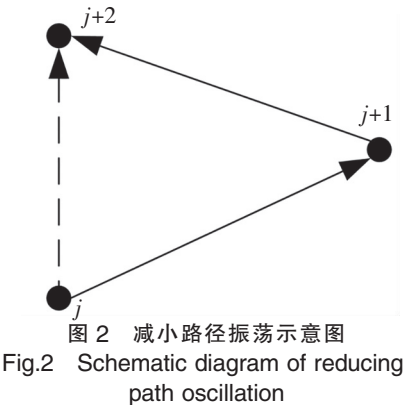 j+2
j+1
j
图 2 减小路径振荡示意图
Fig.2 Schematic diagram of reducing
path oscillation